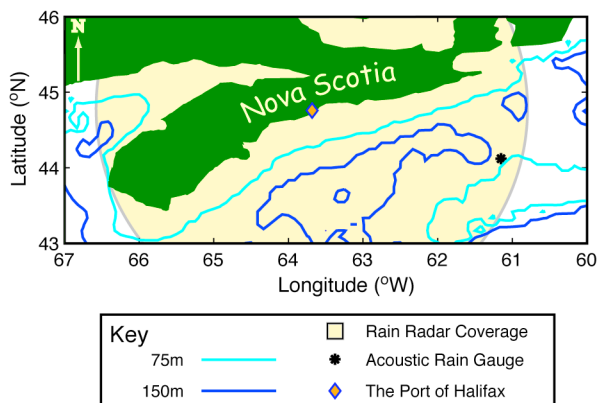 46
N
Nova Scotia
45
44
43
Latitude (°N)
67 66 65 64 63 62 61 60
Longitude (°W)
Key
Rain Radar Coverage
75m
Acoustic Rain Gauge
150m
The Port of Halifax